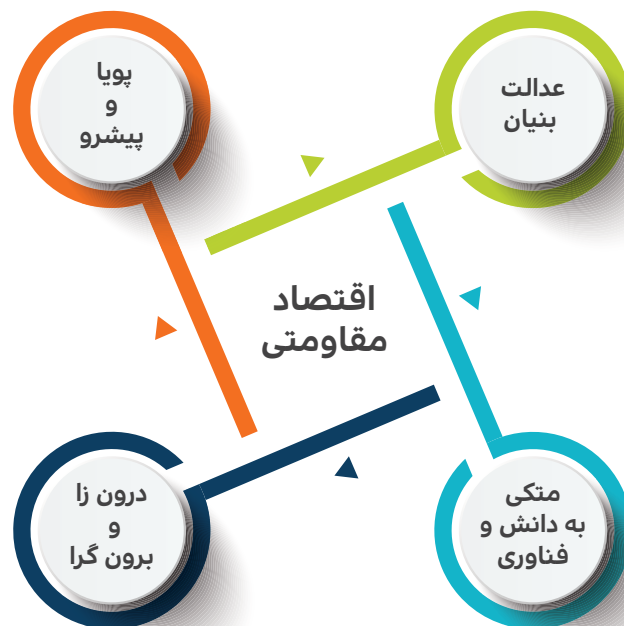 عدالت
بنیان
پویا
و
پیشرو
اقتصاد
مقاومتی
متکی
به دانش و
فناوری
درون زا
و
برون گرا